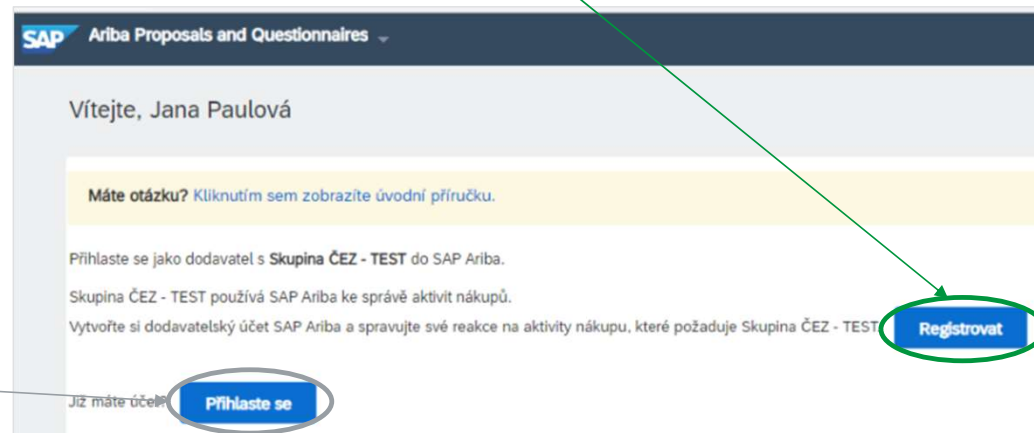 SAP Ariba Proposals and Questionnaires
Vítejte, Jana Paulová
Máte otázku? Kliknutím sem zobrazíte úvodní příručku.
Přihlaste se jako dodavatel s Skupina ČEZ - TEST do SAP Ariba.
Skupina ČEZ - TEST používá SAP Ariba ke správě aktivit nákupů.
Vytvořte si dodavatelský účet SAP Ariba a spravujte své reakce na aktivity nákupu, které požaduje Skupina ČEZ - TEST. Registrovat
Již máte účet? Přihlaste se